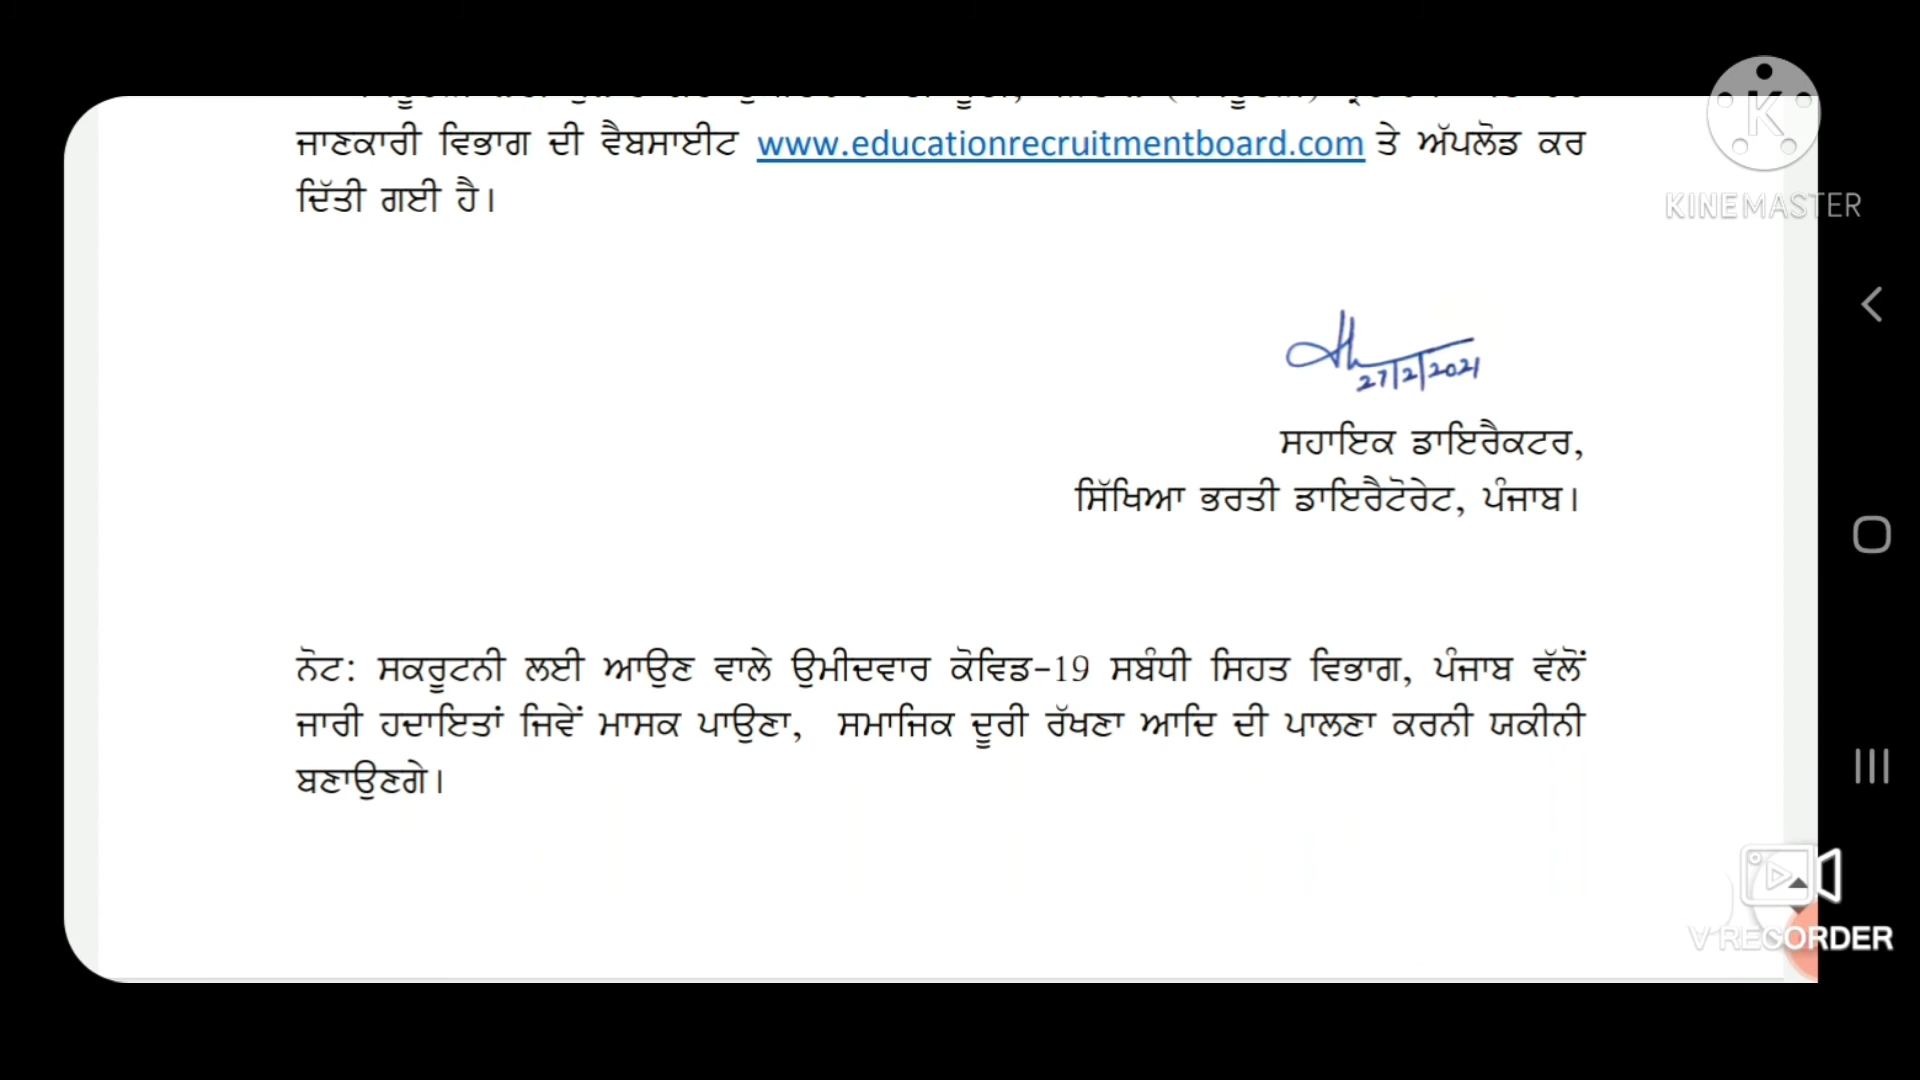 ਜਾਣਕਾਰੀ ਵਿਭਾਗ ਦੀ ਵੈਬਸਾਈਟ www.educationrecruitmentboard.com ਤੇ ਅੱਪਲੋਡ ਕਰ
ਦਿੱਤੀ ਗਈ ਹੈ।
27/2/2021
ਸਹਾਇਕ ਡਾਇਰੈਕਟਰ,
ਸਿੱਖਿਆ ਭਰਤੀ ਡਾਇਰੈਟੋਰੇਟ, ਪੰਜਾਬ।
ਨੋਟ: ਸਕਰੂਟਨੀ ਲਈ ਆਉਣ ਵਾਲੇ ਉਮੀਦਵਾਰ ਕੋਵਿਡ-19 ਸਬੰਧੀ ਸਿਹਤ ਵਿਭਾਗ, ਪੰਜਾਬ ਵੱਲੋਂ
ਜਾਰੀ ਹਦਾਇਤਾਂ ਜਿਵੇਂ ਮਾਸਕ ਪਾਉਣਾ, ਸਮਾਜਿਕ ਦੂਰੀ ਰੱਖਣਾ ਆਦਿ ਦੀ ਪਾਲਣਾ ਕਰਨੀ ਯਕੀਨੀ
ਬਣਾਉਣਗੇ।
K
KINEMASTER
V RECORDER